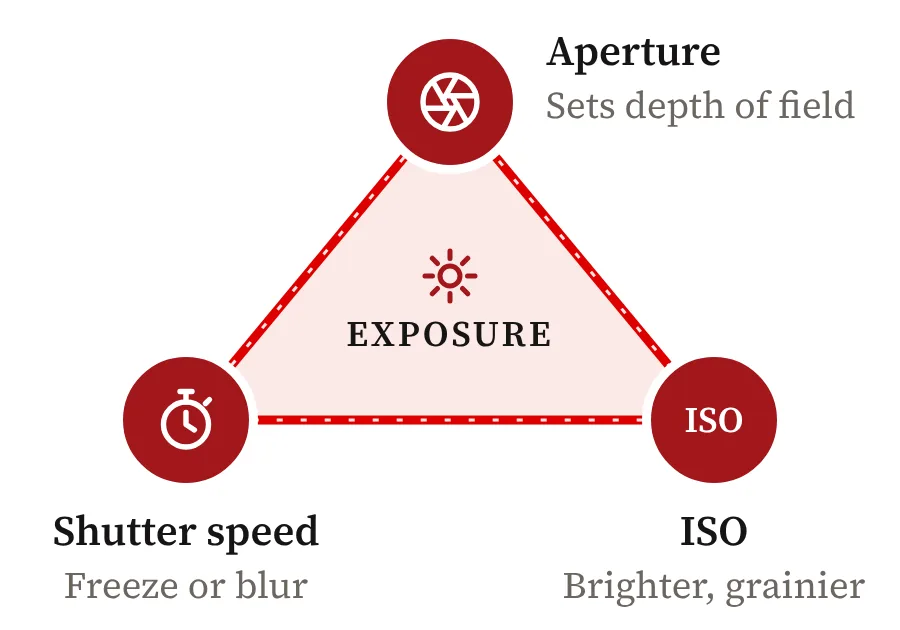 Aperture
Sets depth of field
EXPOSURE
ISO
Shutter speed
Freeze or blur
ISO
Brighter, grainier